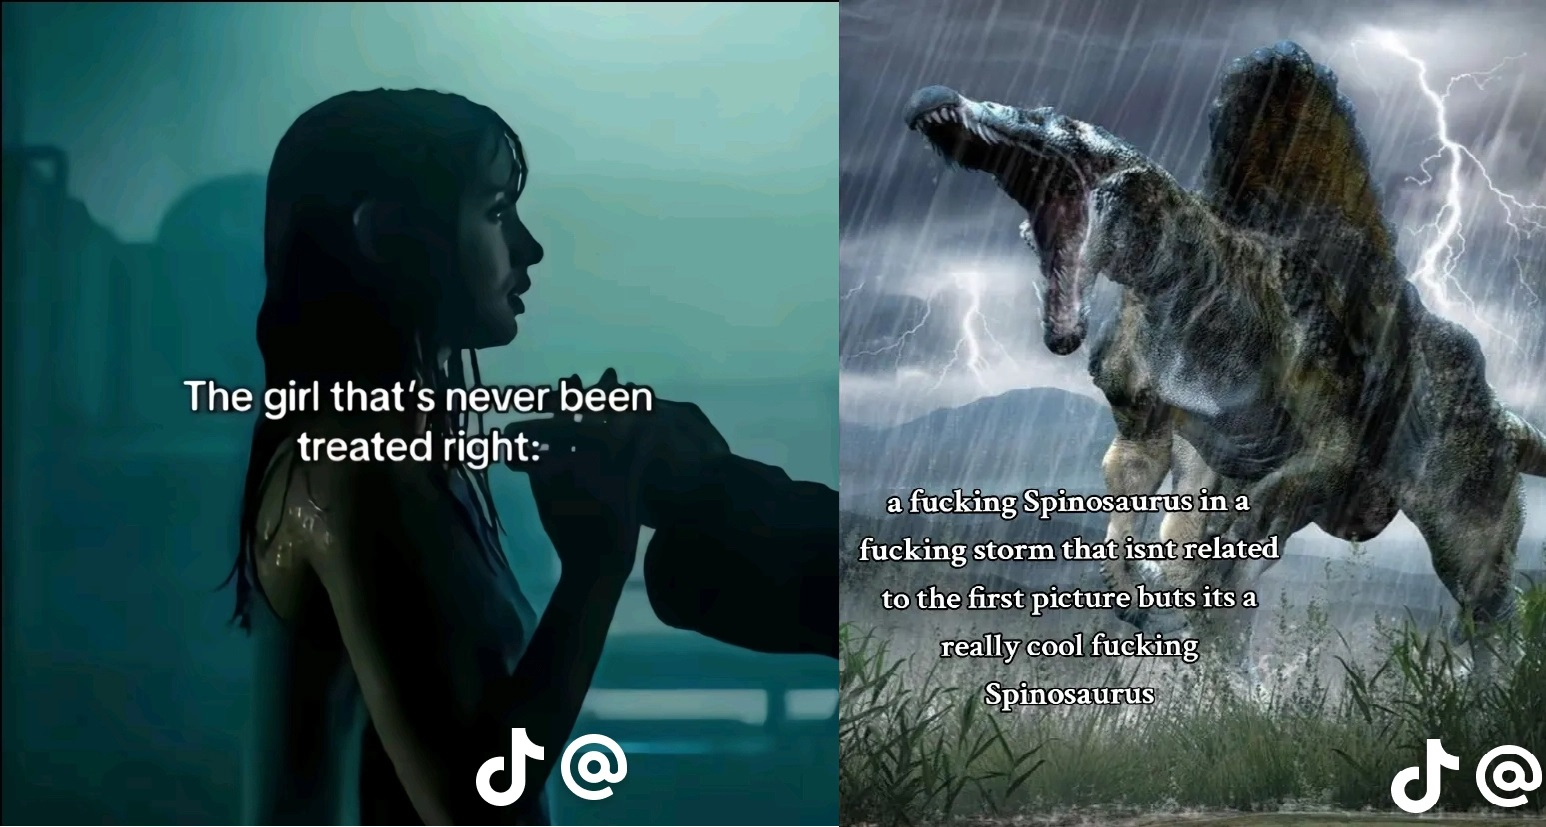 The girl that's never been
treated right:
a fucking Spinosaurus in a
fucking storm that isnt related
to the first picture buts its a
really cool fucking
Spinosaurus
@
@